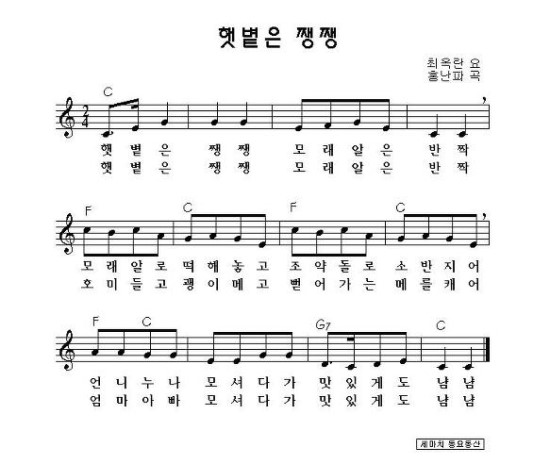 햇볕은 쨍쨍
최옥란 요
홍난파 곡
C
2
4
햇 볕 은 쨍 쨍 모 래 알 은 반 짝
햇 볕 은 쨍 쨍 모 래 알 은 반 짝
F C F C
모 래 알 로 떡 해 놓 고 조 약 돌 로 소 반 지 어
호 미 들 고 괭 이 메 고 뻗 어 가 는 메 를 캐 어
F C G7 C
언 니 누 나 모 셔 다 가 맛 있 게 도 냠 냠
엄 마 아 빠 모 셔 다 가 맛 있 게 도 냠 냠
세마치 동요동산